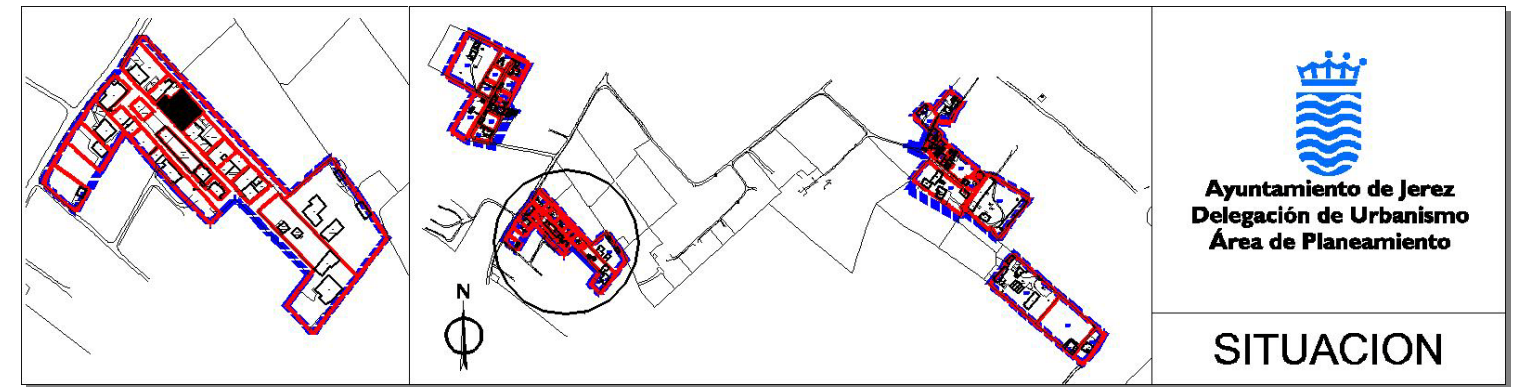 N
Ayuntamiento de Jerez
Delegación de Urbanismo
Área de Planeamiento
SITUACION